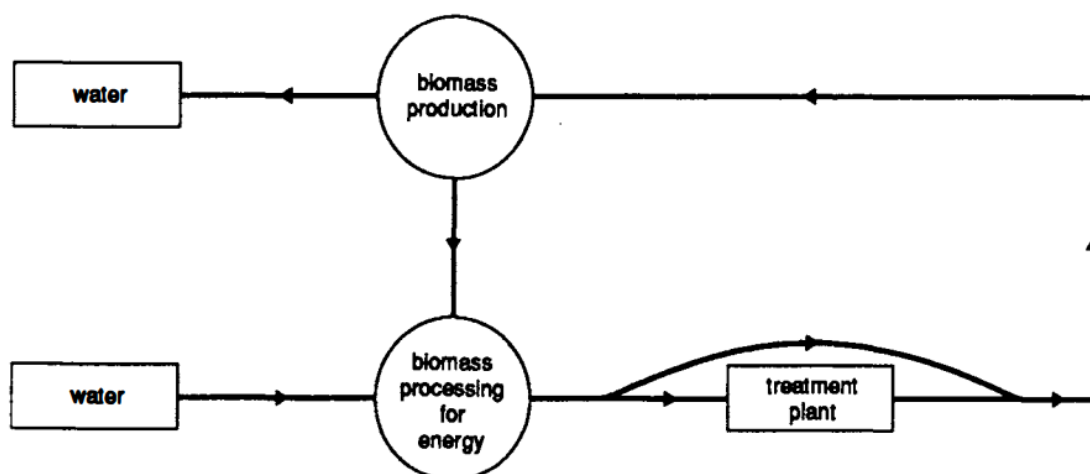 water
biomass
production
water
biomass
processing
for
energy
treatment
plant